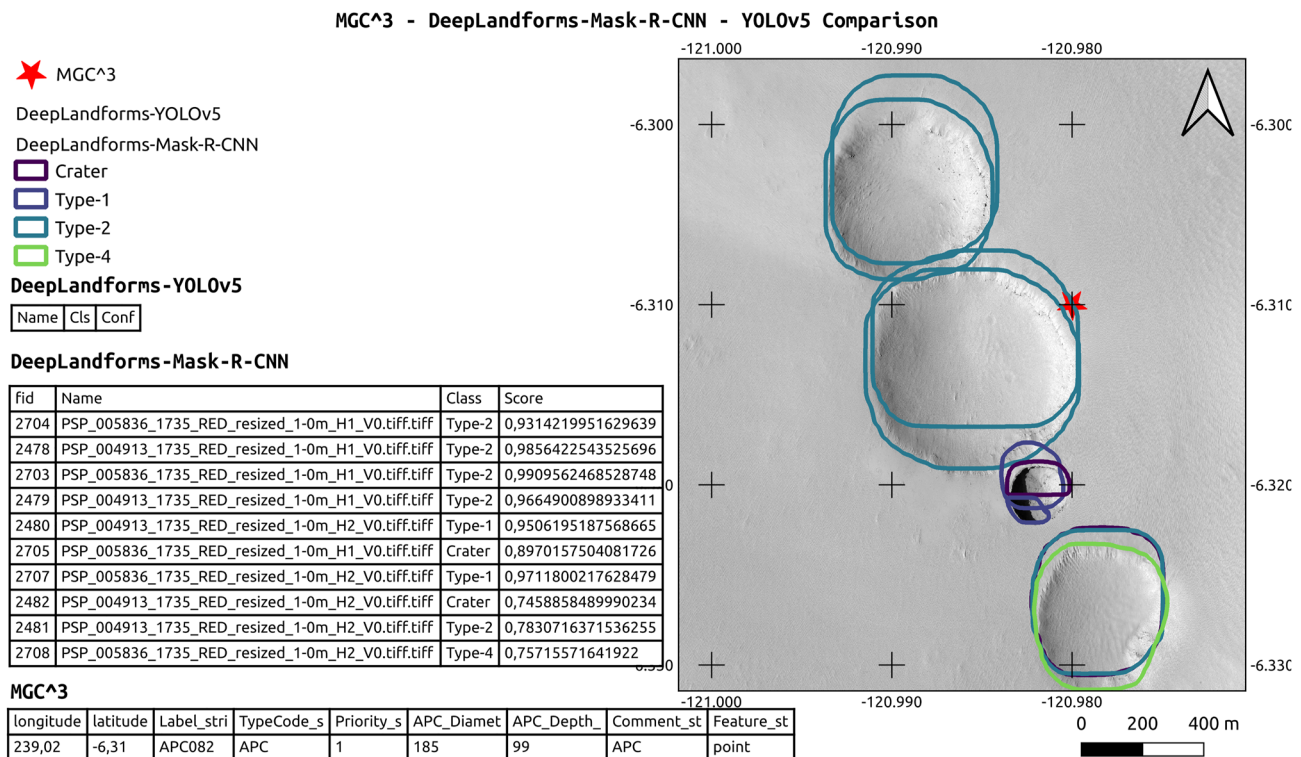 MGC^3 - DeepLandforms-Mask-R-CNN - YOLOv5 Comparison
MGC^3
DeepLandforms-YOLOv5
DeepLandforms-Mask-R-CNN
Crater
Type-1
Type-2
Type-4
DeepLandforms-YOLOv5
Name Cls Conf
DeepLandforms-Mask-R-CNN
fid Name Class Score
2704 PSP_005836_1735_RED_resized_1-0m_H1_V0.tiff.tiff Type-2 0,9314219951629639
2478 PSP_004913_1735_RED_resized_1-0m_H1_V0.tiff.tiff Type-2 0,9856422543525696
2703 PSP_005836_1735_RED_resized_1-0m_H1_V0.tiff.tiff Type-2 0,9909562468528748
2479 PSP_004913_1735_RED_resized_1-0m_H1_V0.tiff.tiff Type-2 0,9664900898933411
2480 PSP_004913_1735_RED_resized_1-0m_H2_V0.tiff.tiff Type-1 0,9506195187568665
2705 PSP_005836_1735_RED_resized_1-0m_H1_V0.tiff.tiff Crater 0,8970157504081726
2707 PSP_005836_1735_RED_resized_1-0m_H2_V0.tiff.tiff Type-1 0,9711800217628479
2482 PSP_004913_1735_RED_resized_1-0m_H2_V0.tiff.tiff Crater 0,7458858489990234
2481 PSP_004913_1735_RED_resized_1-0m_H2_V0.tiff.tiff Type-2 0,7830716371536255
2708 PSP_005836_1735_RED_resized_1-0m_H2_V0.tiff.tiff Type-4 0,75715571641922
MGC^3
longitude latitude Label_stri TypeCode_s Priority_s APC_Diamet APC_Depth_ Comment_st Feature_st
239,02 -6,31 APC082 APC 1 185 99 APC point
-121.000 -120.990 -120.980
-6.300 -6.300
-6.310 -6.310
0 -6.320
-6.330 -6.330
-121.000 -120.990 -120.980
0 200 400 m